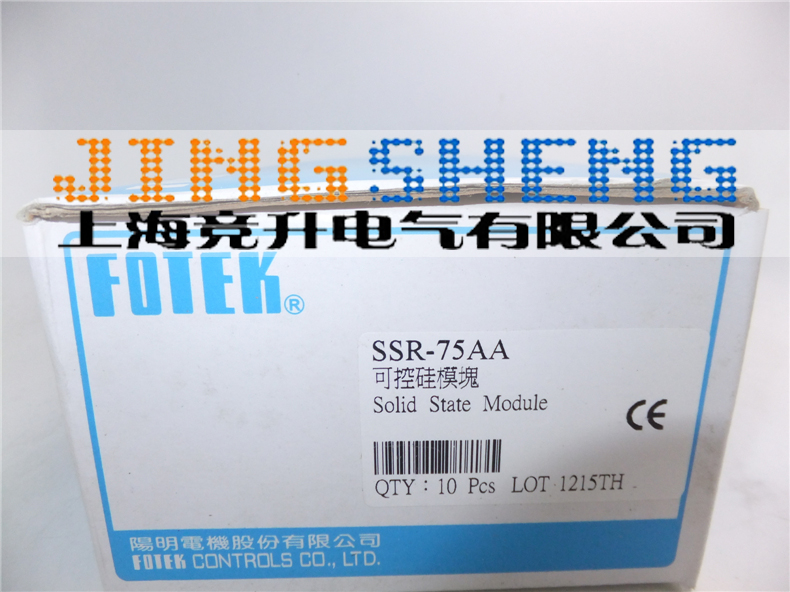 JINGSHENG
上海竞升电气有限公司
FOTEK®
SSR-75AA
可控硅模塊
Solid State Module
CE
QTY：10 Pcs LOT 1215TH
陽明電機股份有限公司
FOTEK CONTROLS CO., LTD.